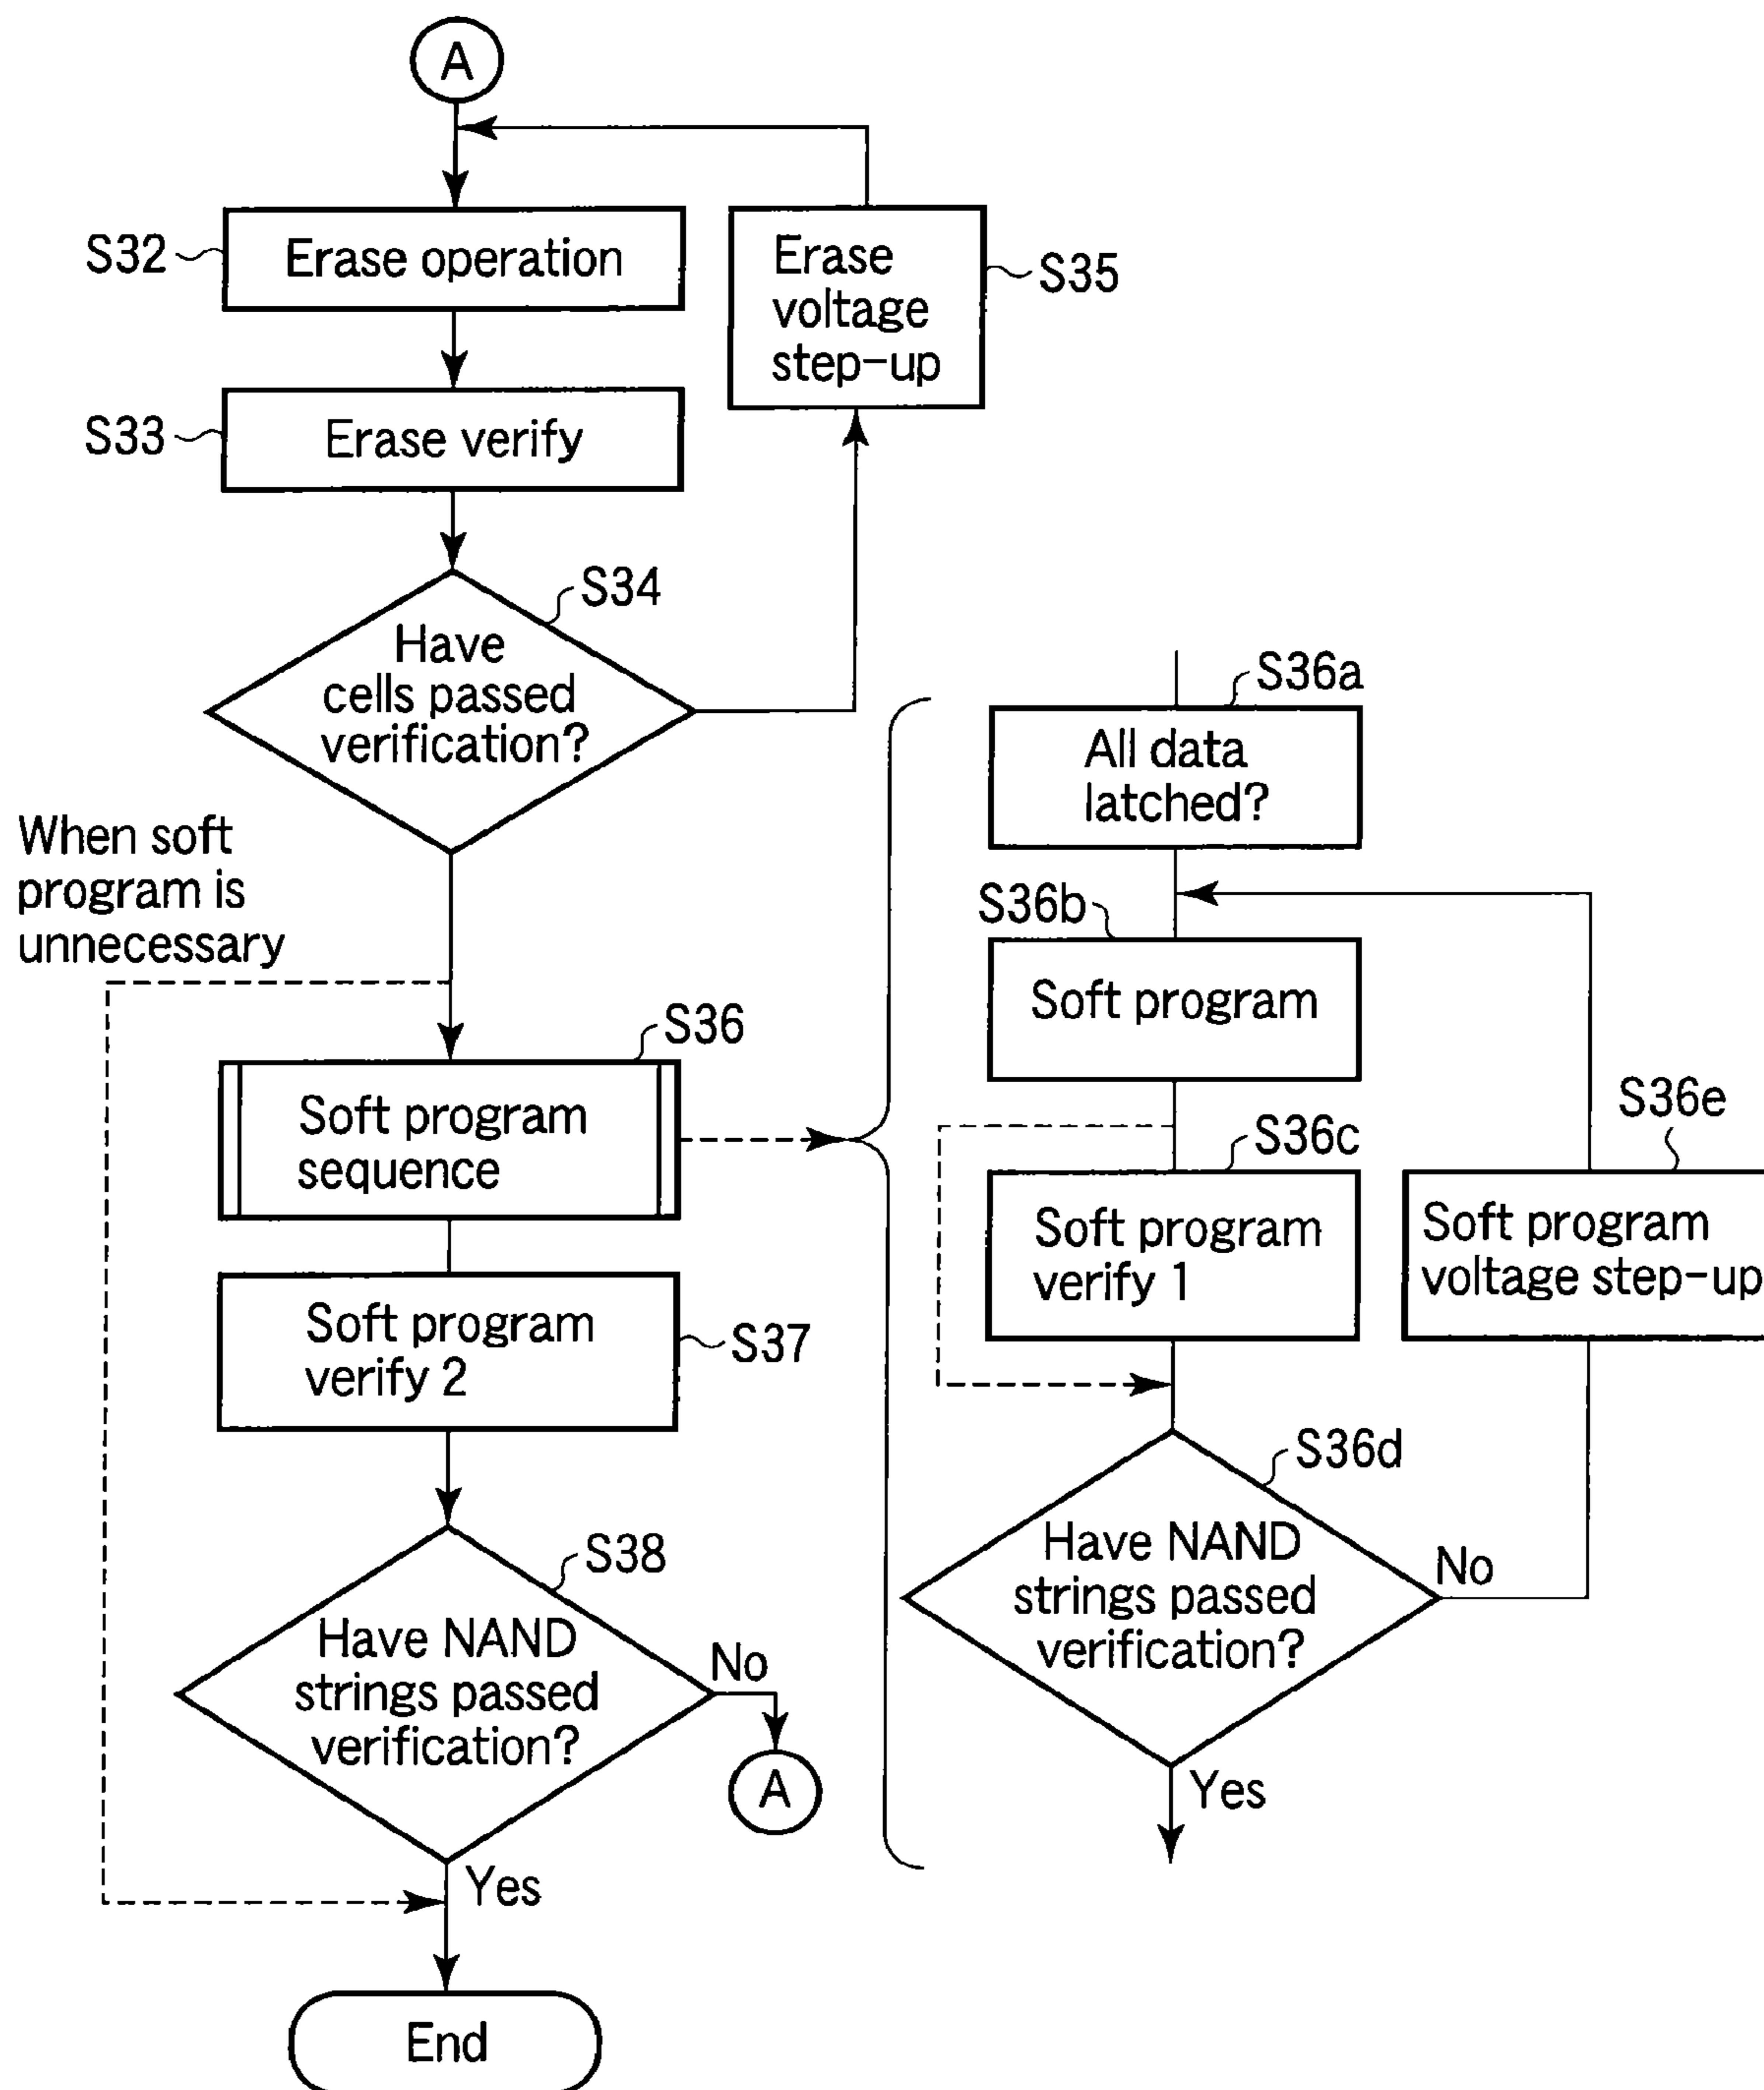 A
S32
Erase operation
Erase
voltage
step-up
S35
S33
Erase verify
S34
Have
cells passed
verification?
When soft
program is
unnecessary
S36
Soft program
sequence
Soft program
verify 2
S37
S38
Have NAND
strings passed
verification?
No
A
Yes
End
S36a
All data
latched?
S36b
Soft program
S36c
Soft program
verify 1
S36e
Soft program
voltage step-up
S36d
Have NAND
strings passed
verification?
No
Yes